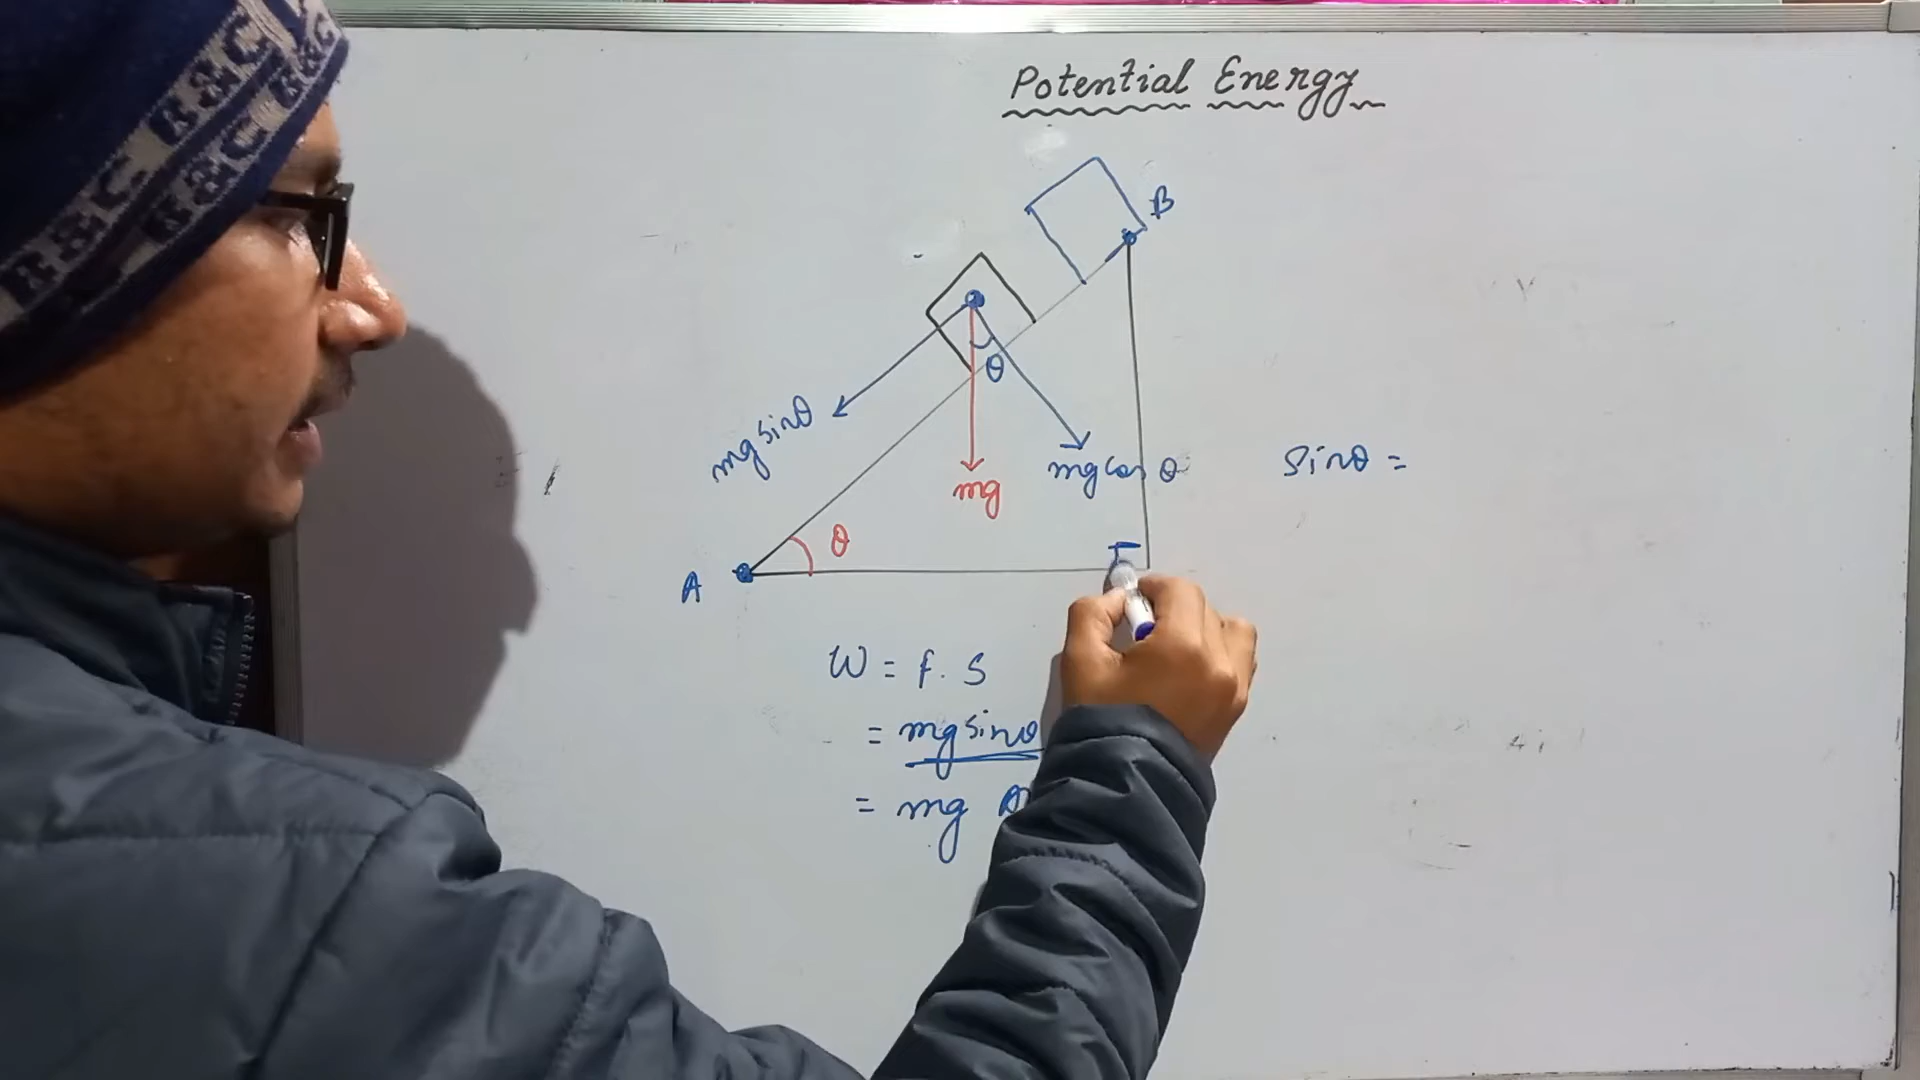 Potential Energy
B
θ
mg sinθ
mg cos θ
sinθ =
mg
θ
A
W = F. S
= mg sinθ
= mg